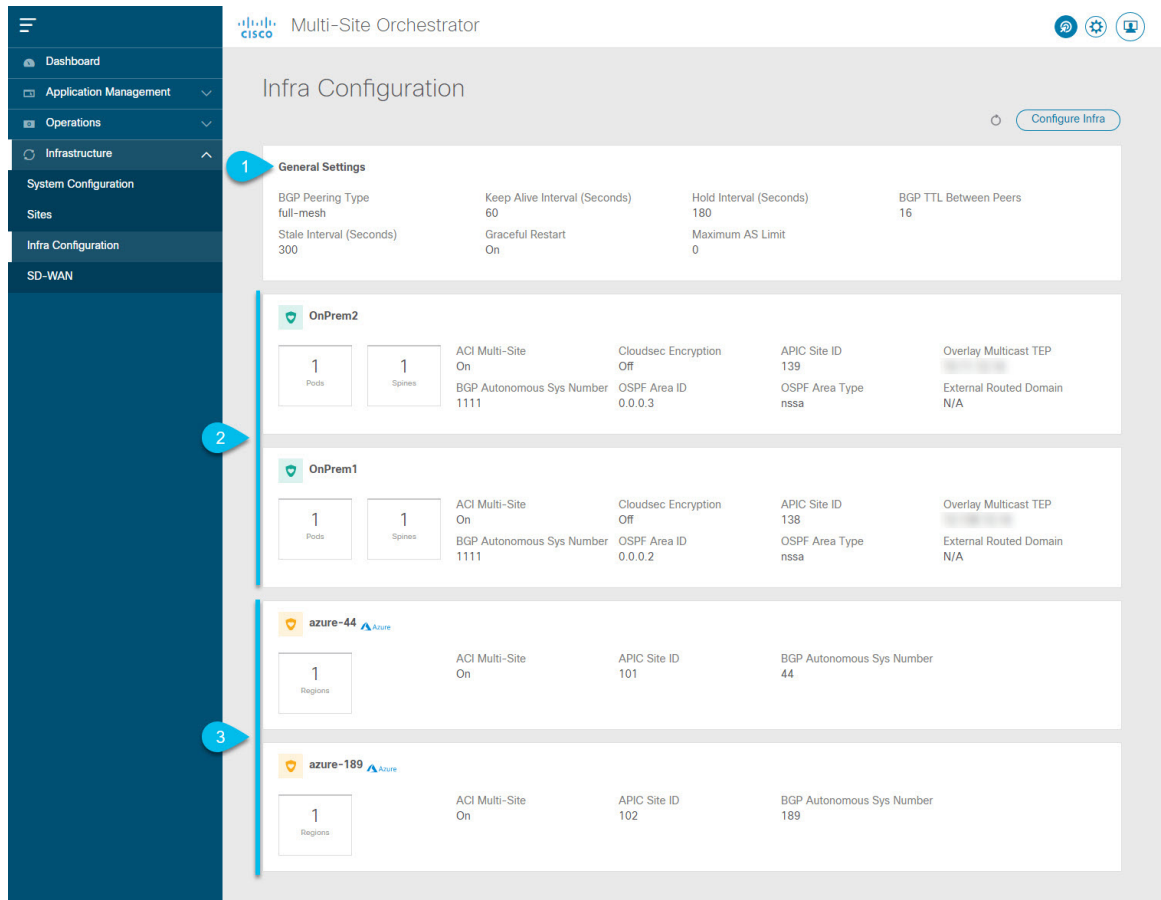 cisco Multi-Site Orchestrator
Dashboard
Application Management
Operations
Infrastructure
System Configuration
Sites
Infra Configuration
SD-WAN
Infra Configuration
Configure Infra
1
General Settings
BGP Peering Type Keep Alive Interval (Seconds) Hold Interval (Seconds) BGP TTL Between Peers
full-mesh 60 180 16
Stale Interval (Seconds) Graceful Restart Maximum AS Limit
300 On 0
2
OnPrem2
1 Pods
1 Spines
ACI Multi-Site Cloudsec Encryption APIC Site ID Overlay Multicast TEP
On Off 139
BGP Autonomous Sys Number OSPF Area ID OSPF Area Type External Routed Domain
1111 0.0.0.3 nssa N/A
OnPrem1
1 Pods
1 Spines
ACI Multi-Site Cloudsec Encryption APIC Site ID Overlay Multicast TEP
On Off 138
BGP Autonomous Sys Number OSPF Area ID OSPF Area Type External Routed Domain
1111 0.0.0.2 nssa N/A
3
azure-44 Azure
1 Regions
ACI Multi-Site APIC Site ID BGP Autonomous Sys Number
On 101 44
azure-189 Azure
1 Regions
ACI Multi-Site APIC Site ID BGP Autonomous Sys Number
On 102 189